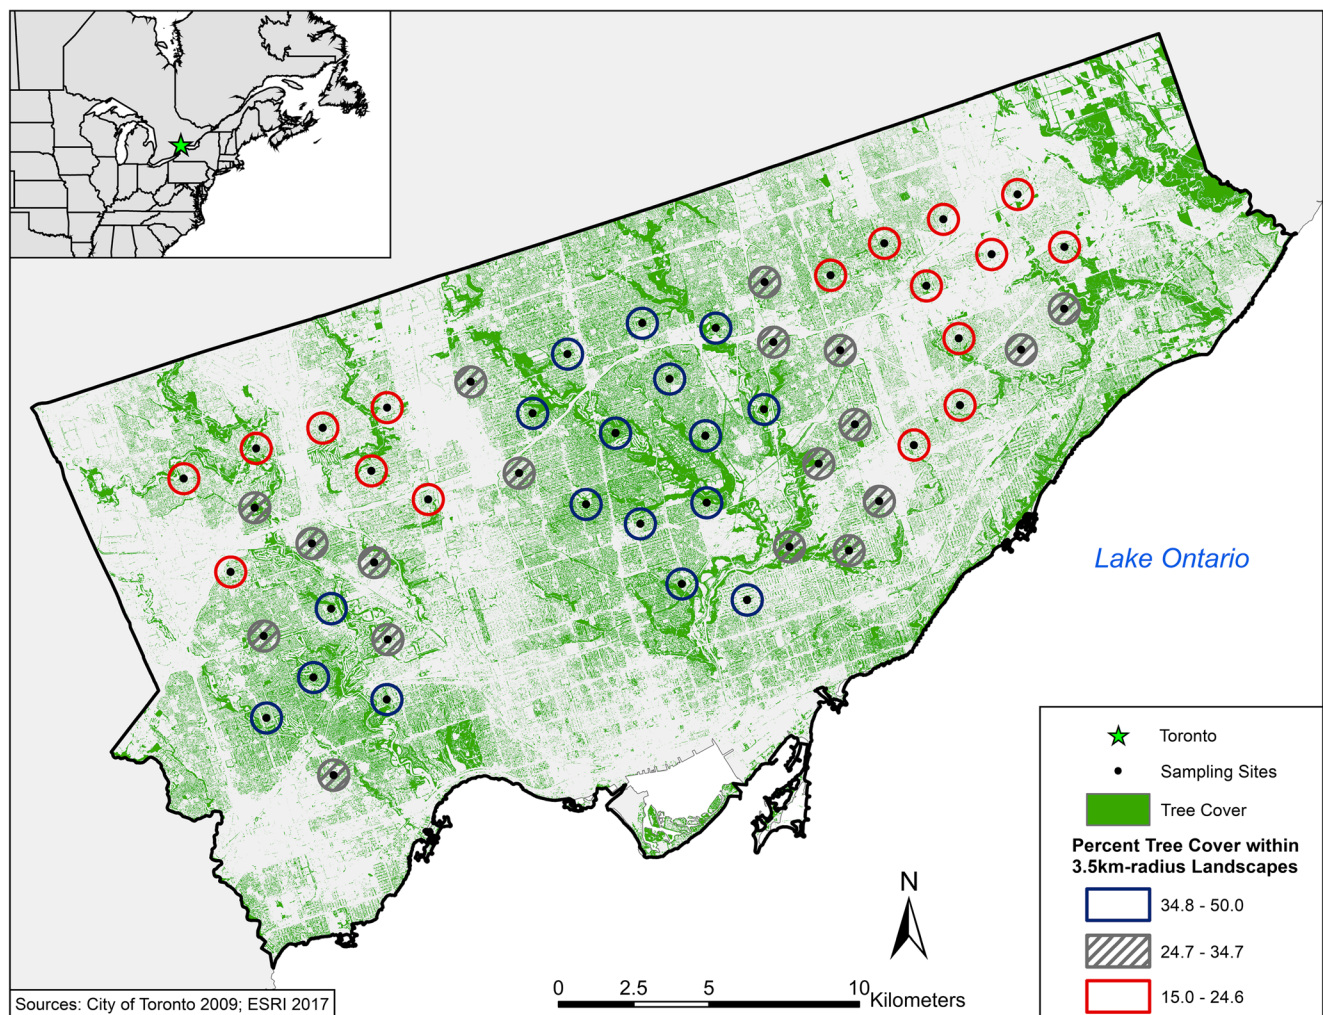 Lake Ontario
Toronto
Sampling Sites
Tree Cover
Percent Tree Cover within
3.5km-radius Landscapes
34.8 - 50.0
24.7 - 34.7
15.0 - 24.6
N
0 2.5 5 10
Kilometers
Sources: City of Toronto 2009; ESRI 2017